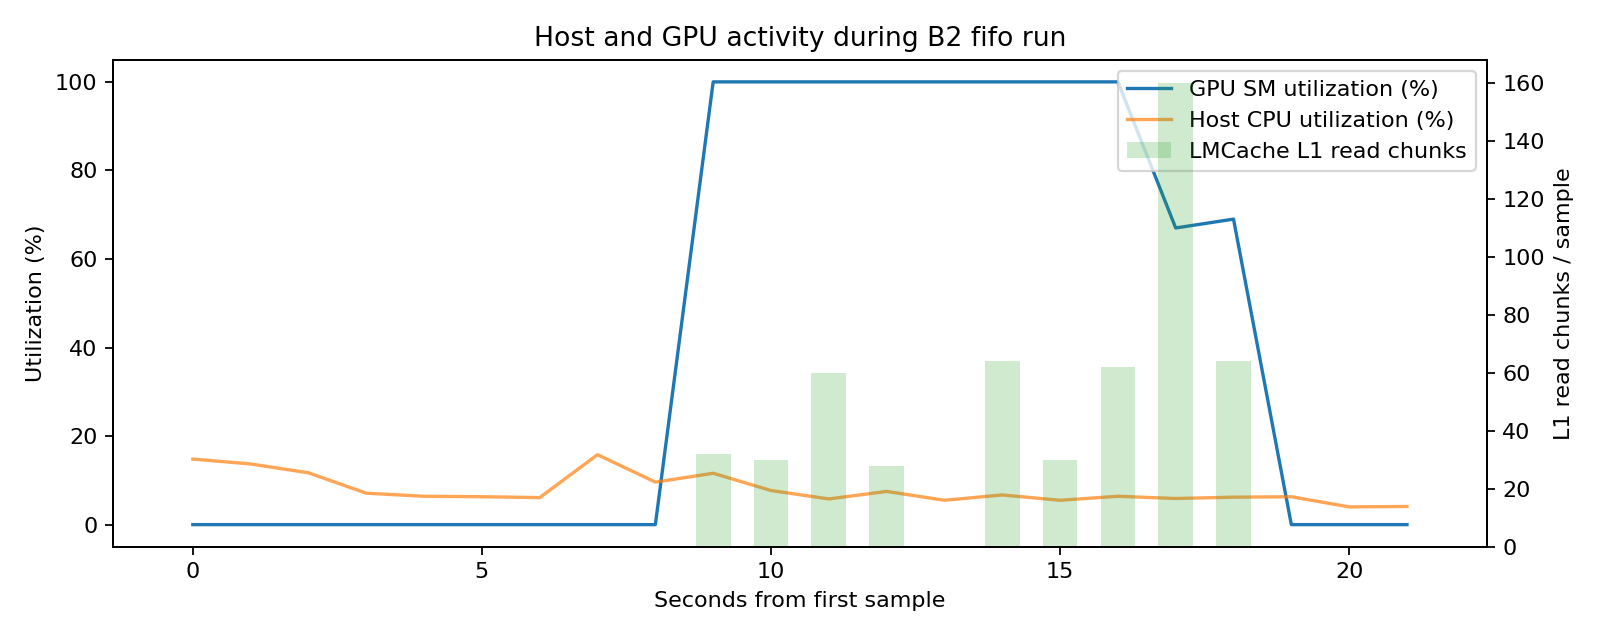 Host and GPU activity during B2 fifo run
GPU SM utilization (%)
Host CPU utilization (%)
LMCache L1 read chunks
Utilization (%)
100
80
60
40
20
0
160
140
120
100
80
60
40
20
0
L1 read chunks / sample
0 5 10 15 20
Seconds from first sample